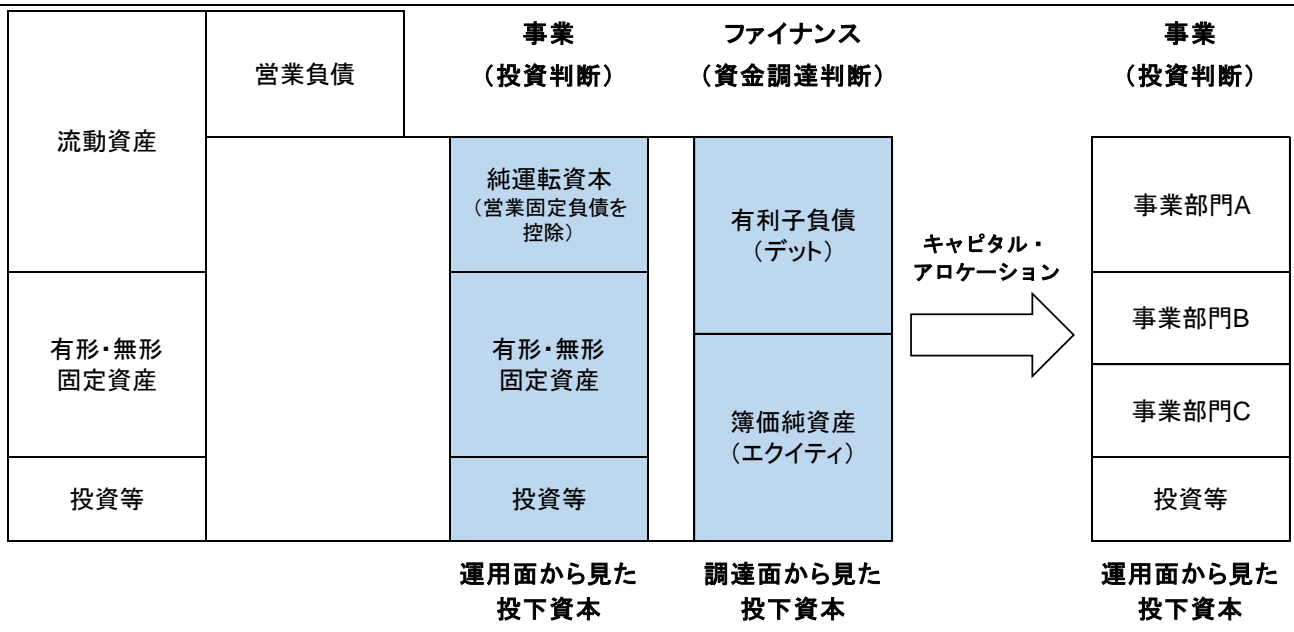 流動資産
有形・無形
固定資産
投資等
営業負債
事業
（投資判断）
純運転資本
（営業固定負債を
控除）
有形・無形
固定資産
投資等
運用面から見た
投下資本
ファイナンス
（資金調達判断）
有利子負債
（デット）
簿価純資産
（エクイティ）
調達面から見た
投下資本
キャピタル・
アロケーション
事業
（投資判断）
事業部門A
事業部門B
事業部門C
投資等
運用面から見た
投下資本